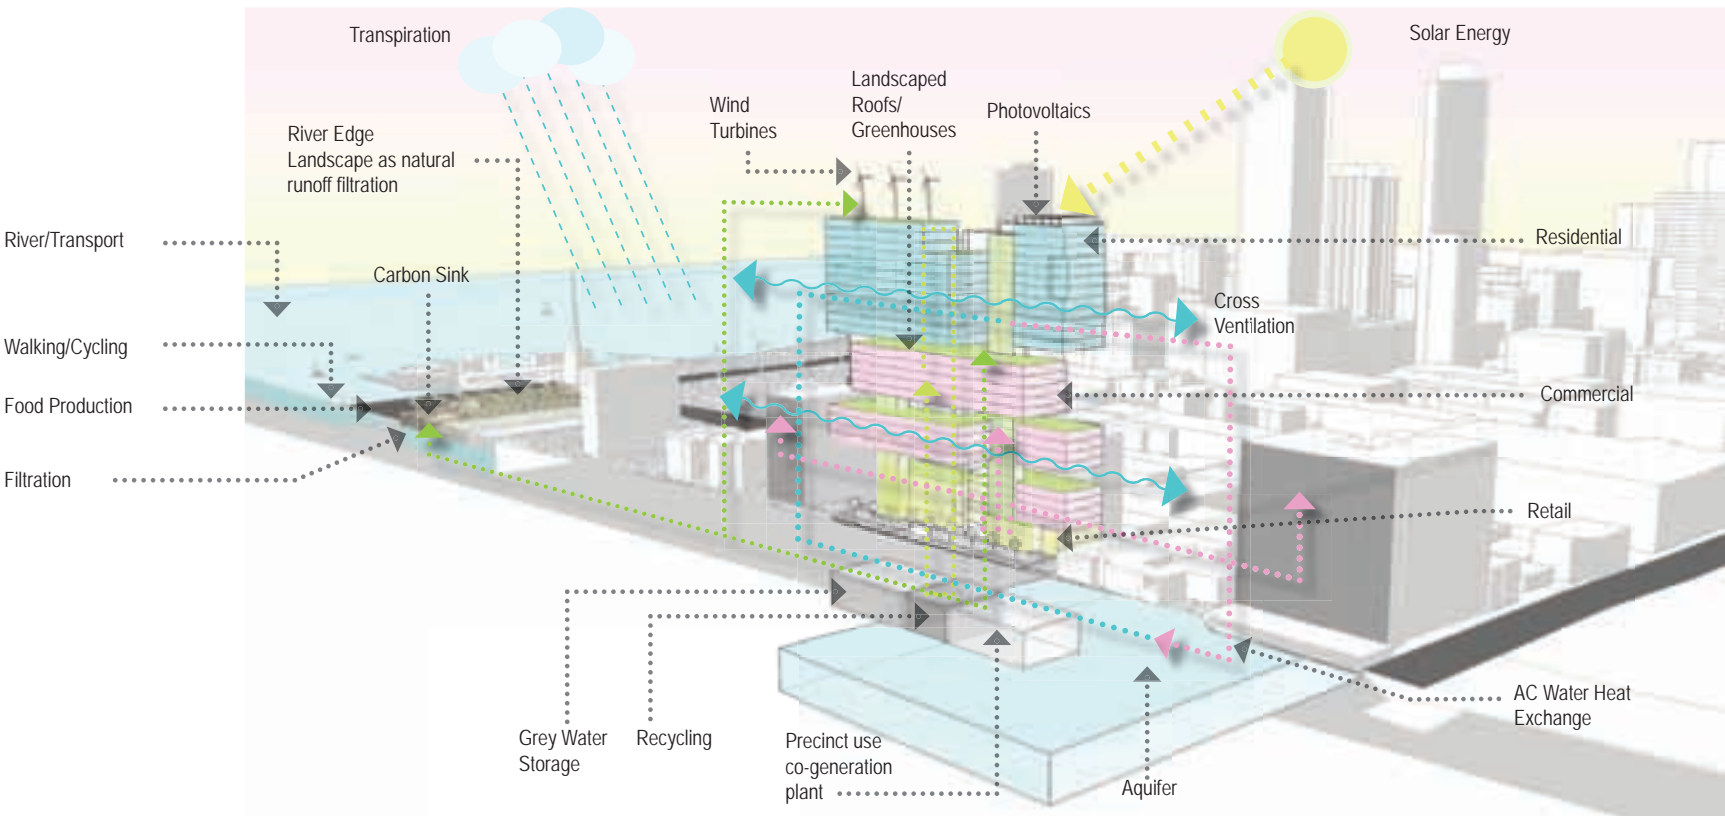 Transpiration
Solar Energy
Landscaped
Roofs/
Greenhouses
Wind
Turbines
Photovoltaics
River Edge
Landscape as natural
runoff filtration
River/Transport
Residential
Carbon Sink
Cross
Ventilation
Walking/Cycling
Food Production
Commercial
Filtration
Retail
AC Water Heat
Exchange
Grey Water
Storage
Recycling
Precinct use
co-generation
plant
Aquifer